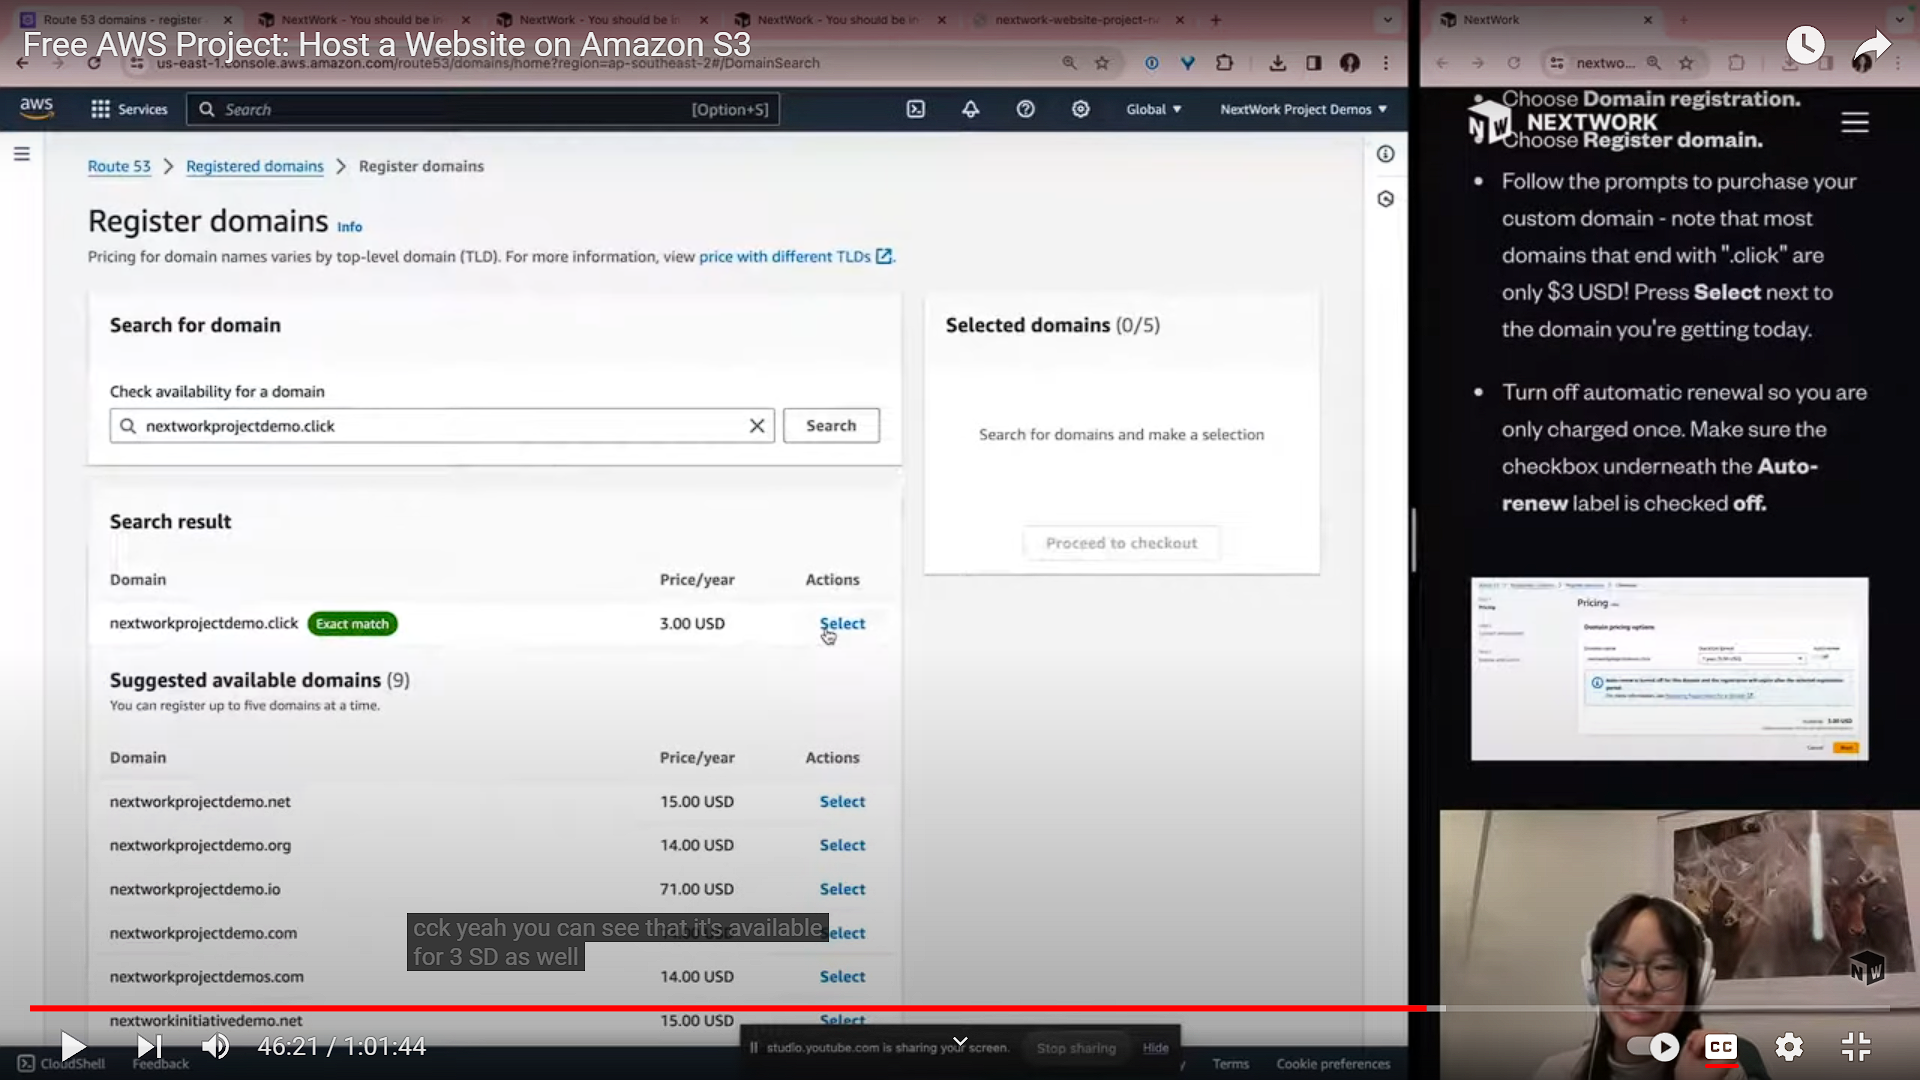 Route 53 domains - register
NextWork - You should be in
NextWork - You should be in
NextWork - You should be in
nextwork-website-project-n
NextWork
Free AWS Project: Host a Website on Amazon S3
us-east-1.console.aws.amazon.com/route53/domains/home?region=ap-southeast-2#/DomainSearch
nextwo...
aws
Services
Search
[Option+S]
Global
NextWork Project Demos
Route 53
Registered domains
Register domains
Register domains Info
Pricing for domain names varies by top-level domain (TLD). For more information, view price with different TLDs.
Search for domain
Check availability for a domain
nextworkprojectdemo.click
Search
Selected domains (0/5)
Search for domains and make a selection
Proceed to checkout
Search result
Domain Price/year Actions
nextworkprojectdemo.click Exact match 3.00 USD Select
Suggested available domains (9)
You can register up to five domains at a time.
Domain Price/year Actions
nextworkprojectdemo.net 15.00 USD Select
nextworkprojectdemo.org 14.00 USD Select
nextworkprojectdemo.io 71.00 USD Select
nextworkprojectdemo.com elect
nextworkprojectdemos.com 14.00 USD Select
nextworkinitiativedemo.net 15.00 USD Select
cck yeah you can see that it's available
for 3 SD as well
46:21 / 1:01:44
studio.youtube.com is sharing your screen.
Stop sharing
Hide
CloudShell
Feedback
y
Terms
Cookie preferences
Choose Domain registration.
NW
NEXTWORK
Choose Register domain.
Follow the prompts to purchase your
custom domain - note that most
domains that end with ".click" are
only $3 USD! Press Select next to
the domain you're getting today.
Turn off automatic renewal so you are
only charged once. Make sure the
checkbox underneath the Auto-
renew label is checked off.
Pricing
Domain pricing options
3.00 USD
Cancel
Next
NW
CC